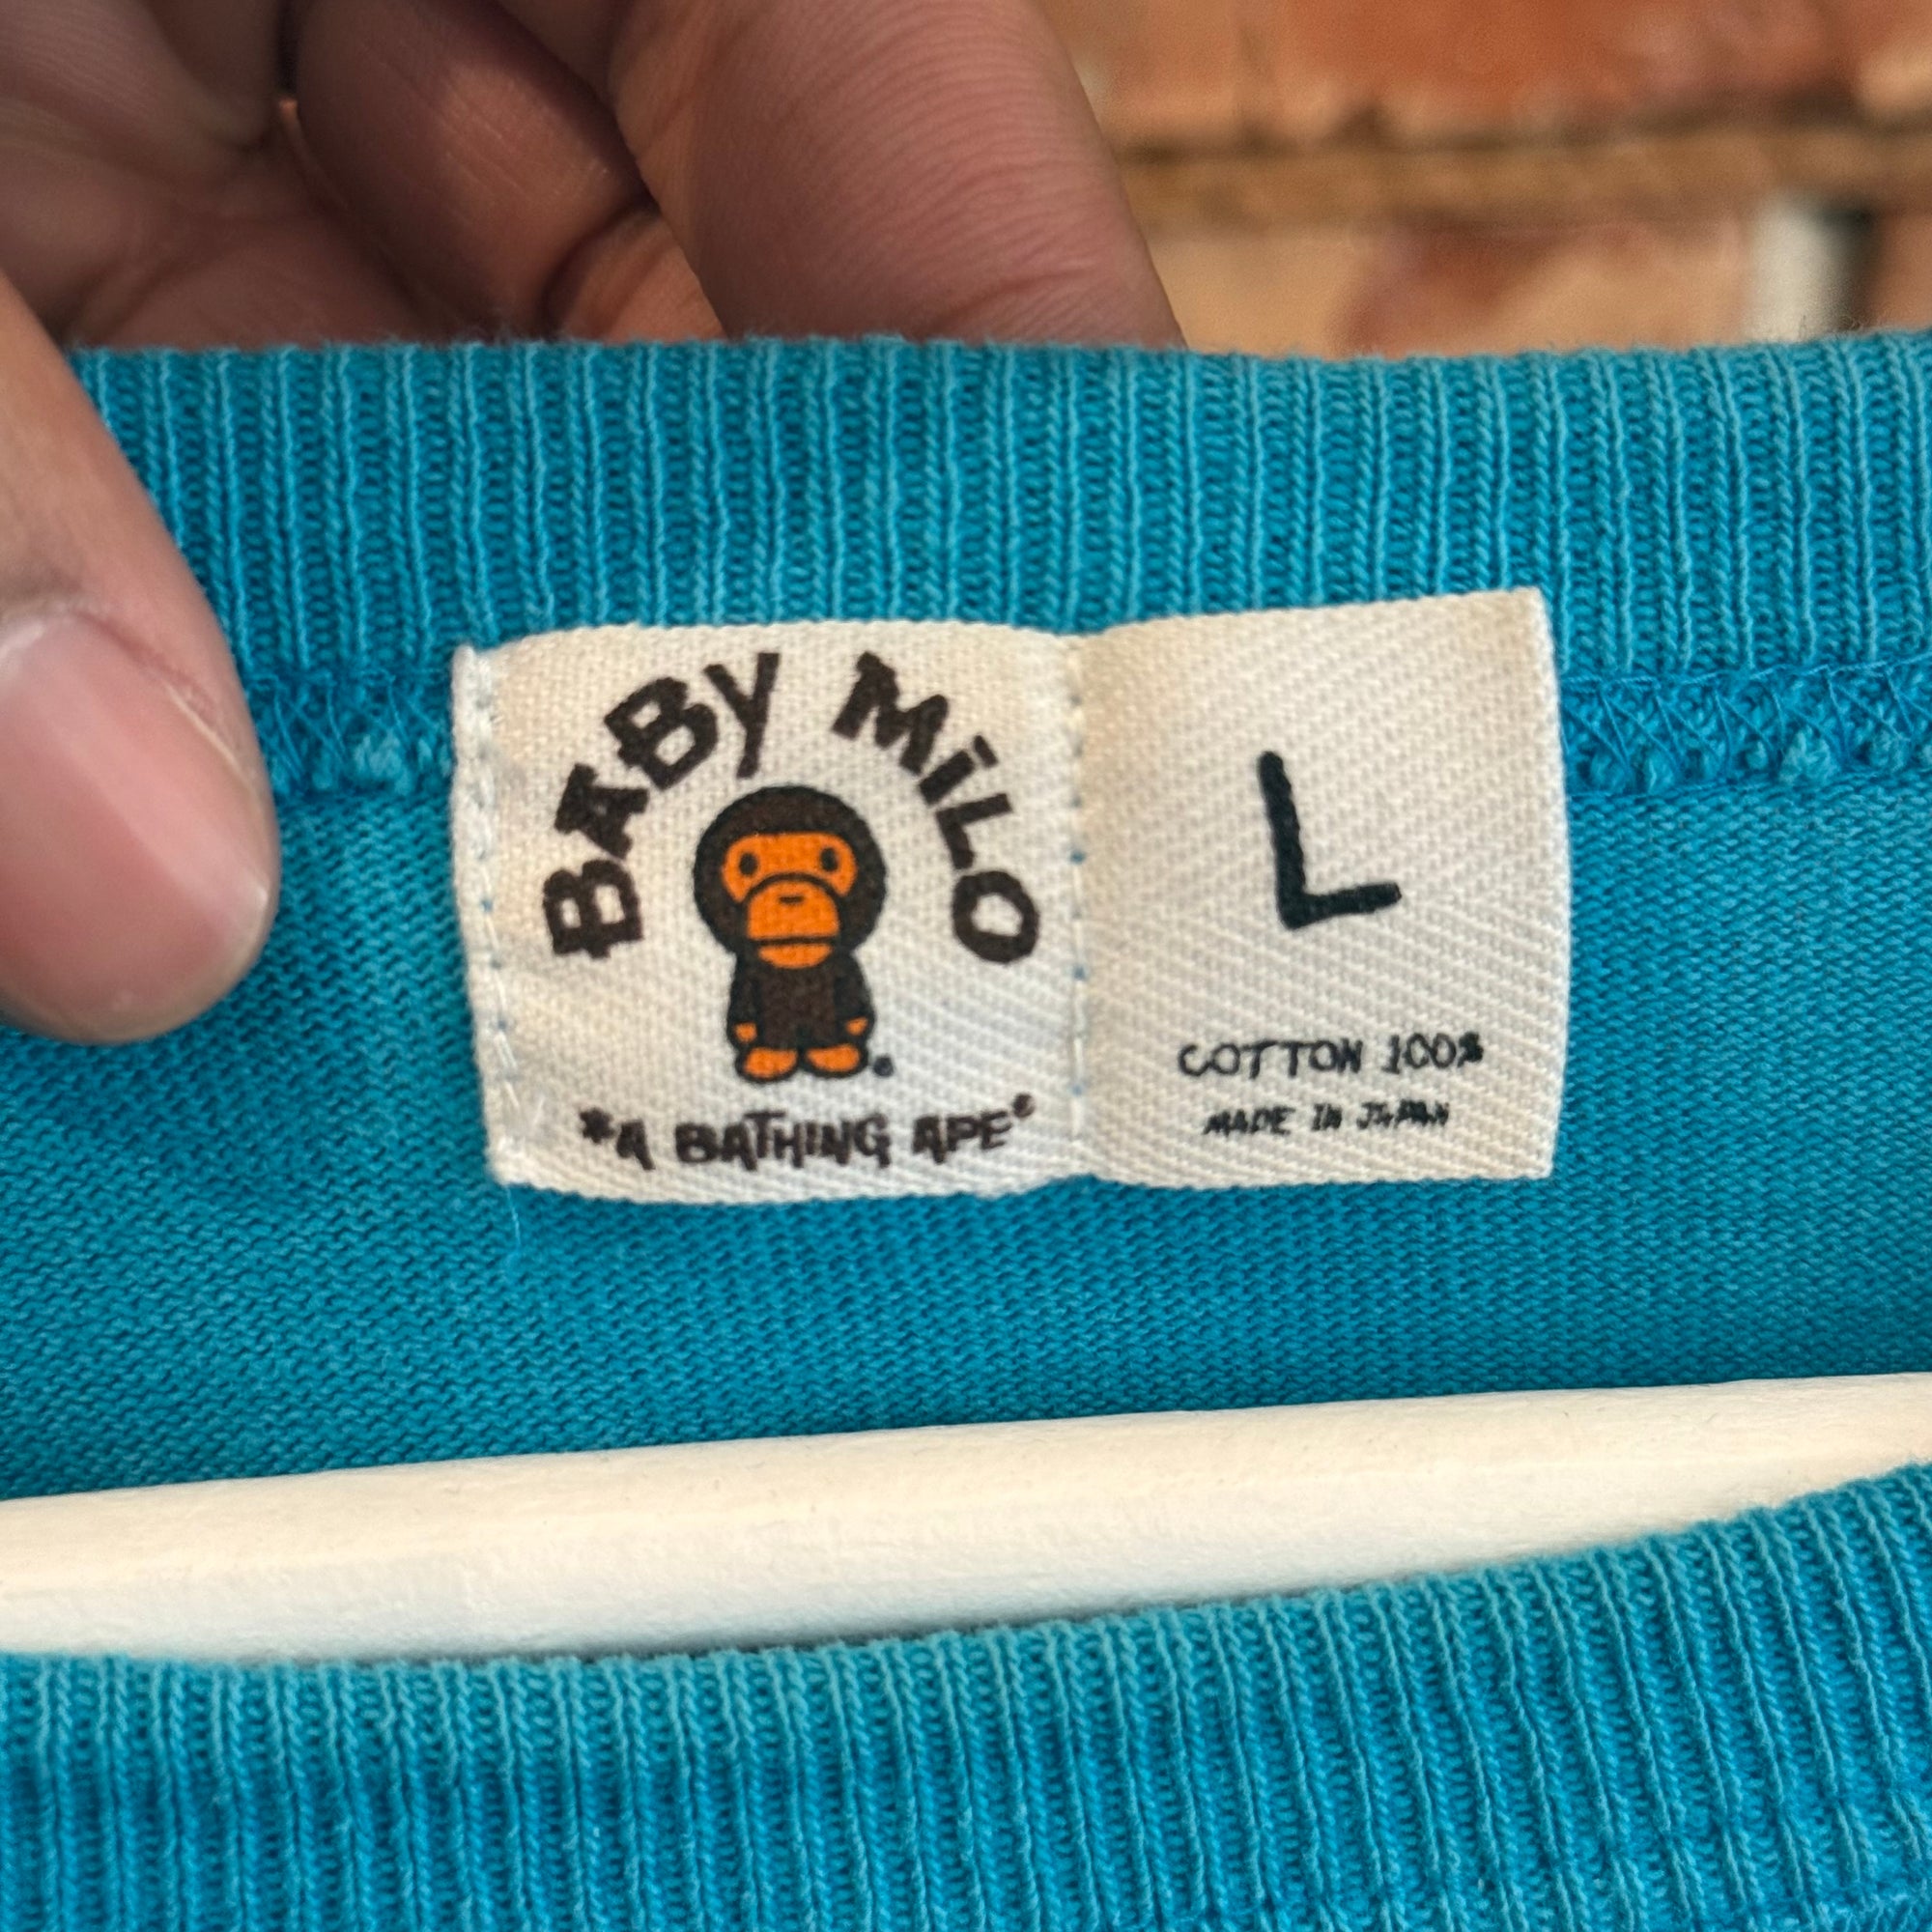 BABY MILO
®
"A BATHING APE"
L
COTTON 100%
MADE IN JAPAN